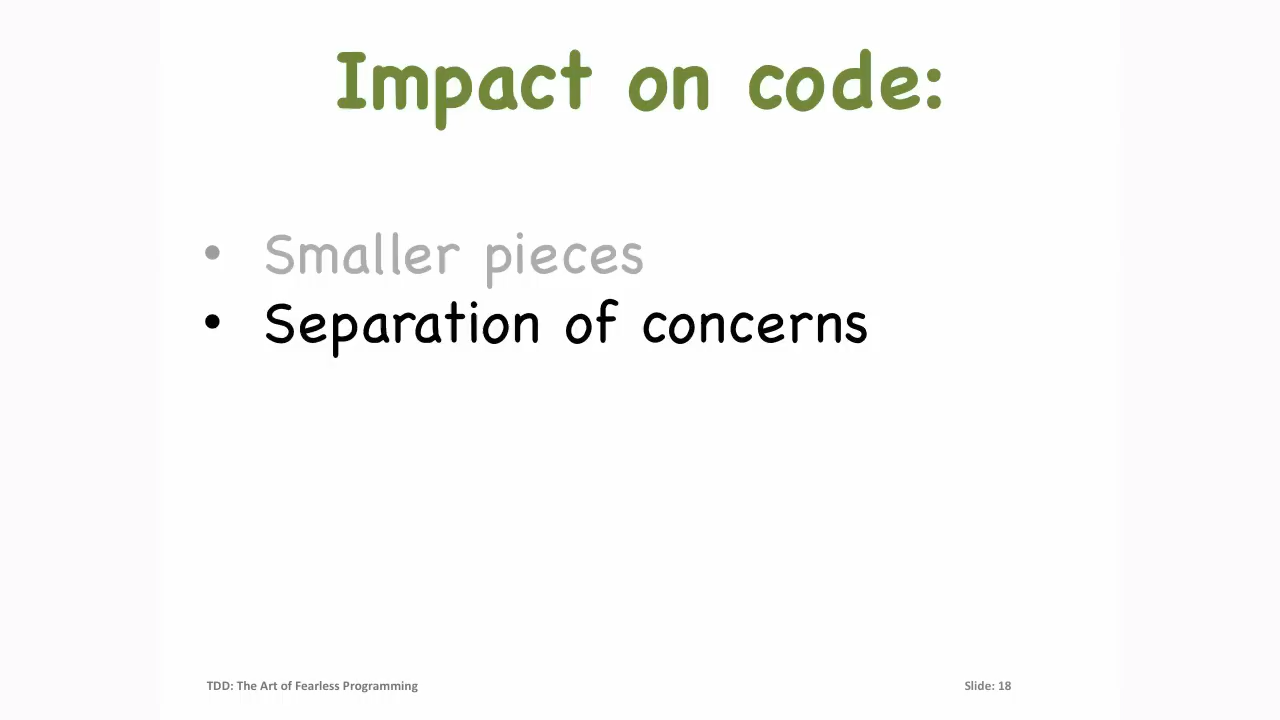 Impact on code:
• Smaller pieces
• Separation of concerns
TDD: The Art of Fearless Programming
Slide: 18